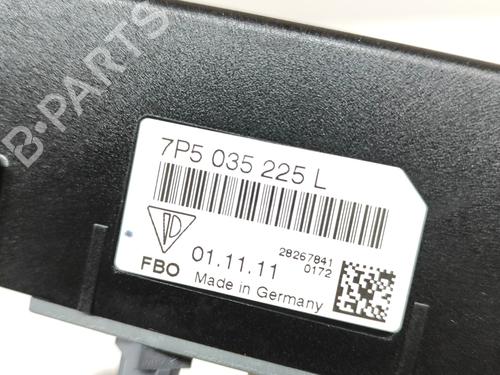 B-PARTS
7P5 035 225 L
FBO
01.11.11
28267841
0172
Made in Germany